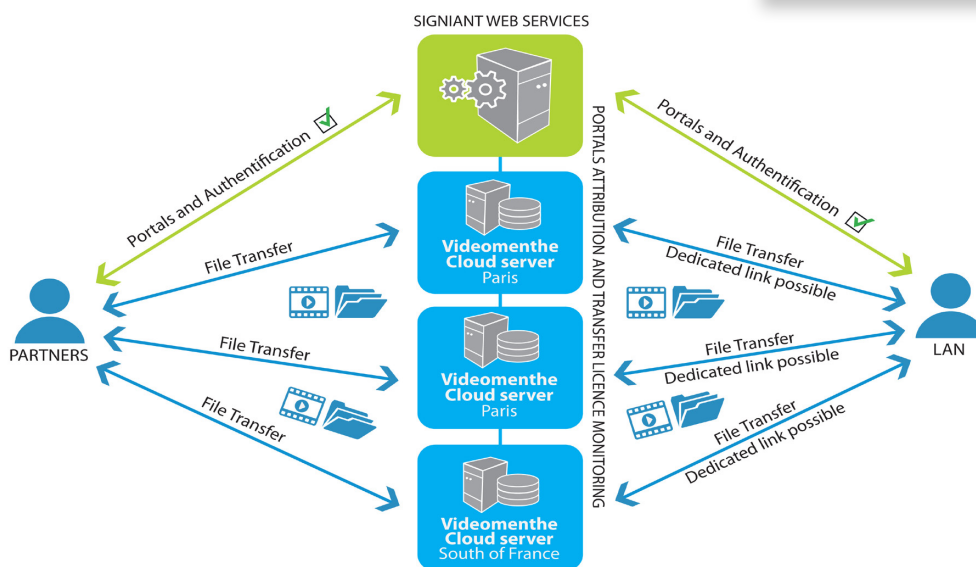 SIGNIANT WEB SERVICES
Portals and Authentification
Portals and Authentification
PORTALS ATTRIBUTION AND TRANSFER LICENCE MONITORING
Videomenthe
Cloud server
Paris
File Transfer
File Transfer
Dedicated link possible
PARTNERS
LAN
File Transfer
Videomenthe
Cloud server
Paris
File Transfer
Dedicated link possible
File Transfer
Videomenthe
Cloud server
South of France
File Transfer
Dedicated link possible